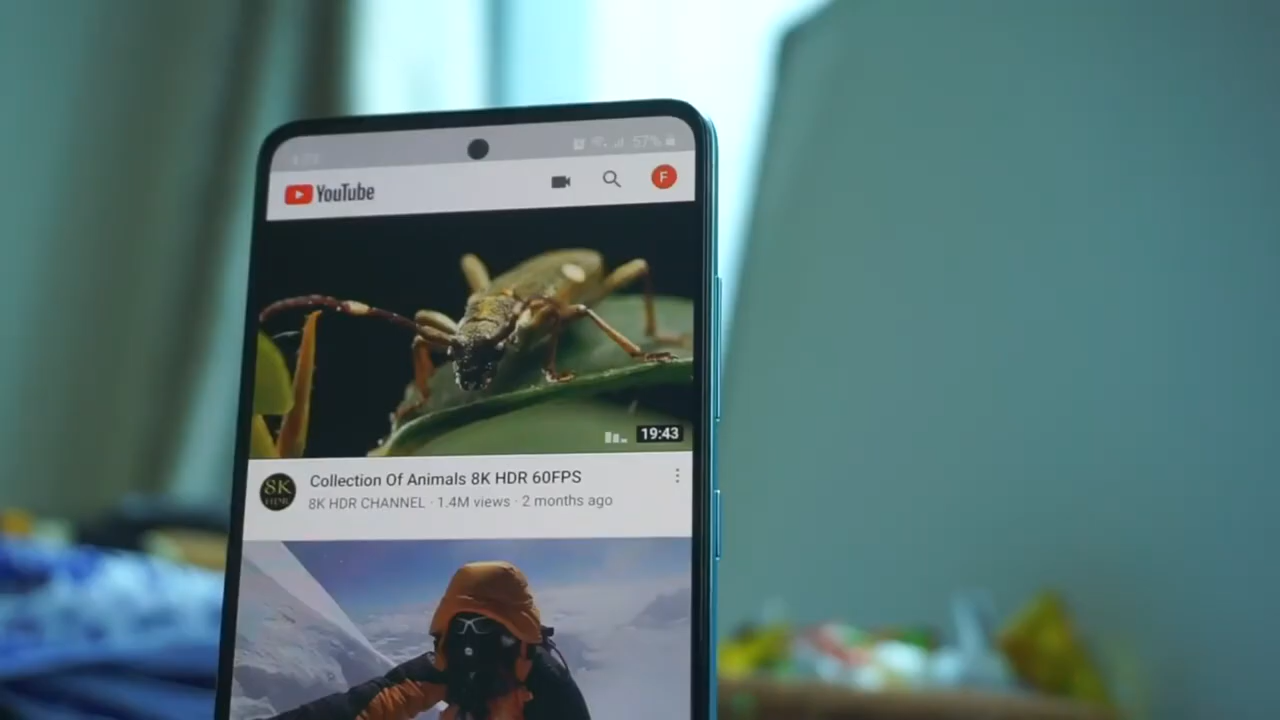 57%
YouTube
F
19:43
8K
HDR
Collection Of Animals 8K HDR 60FPS
8K HDR CHANNEL · 1.4M views · 2 months ago